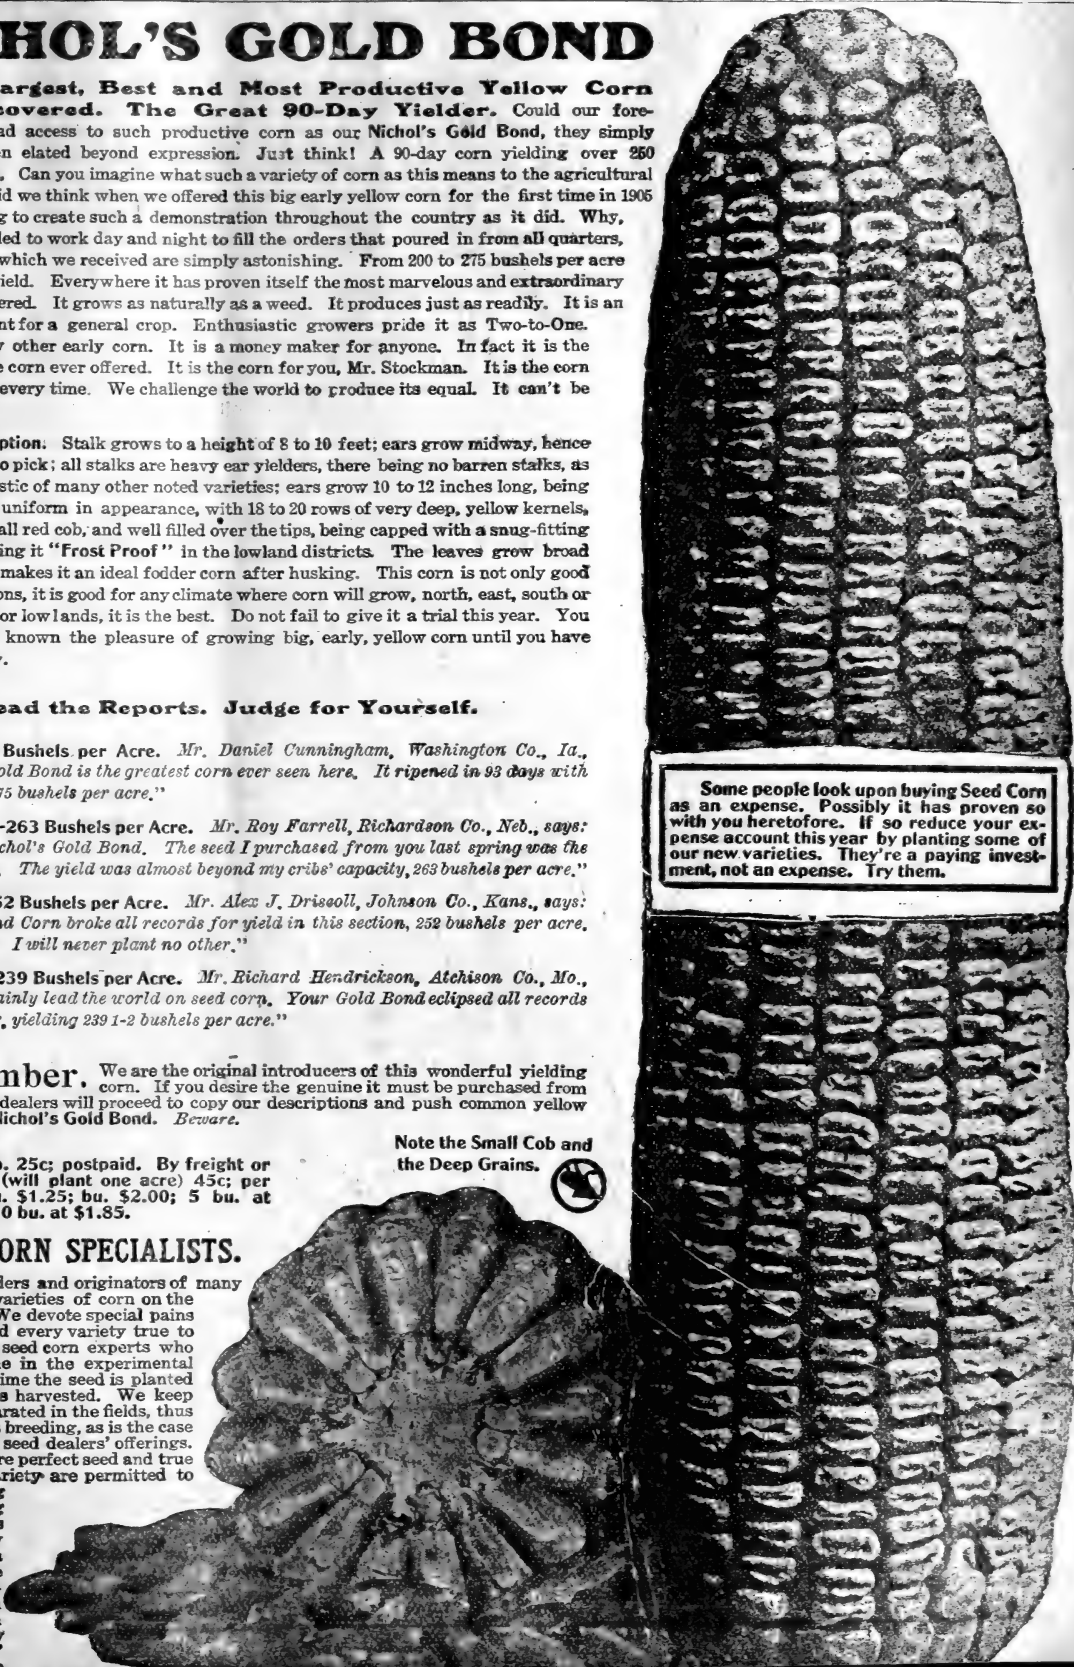 HOL'S GOLD BOND
argest, Best and Most Productive Yellow Corn
covered. The Great 90-Day Yielder. Could our fore-
ad access to such productive corn as our Nichol's Gold Bond, they simply
n elated beyond expression. Just think! A 90-day corn yielding over 250
. Can you imagine what such a variety of corn as this means to the agricultural
id we think when we offered this big early yellow corn for the first time in 1905
g to create such a demonstration throughout the country as it did. Why,
led to work day and night to fill the orders that poured in from all quarters,
which we received are simply astonishing. From 200 to 275 bushels per acre
ield. Everywhere it has proven itself the most marvelous and extraordinary
ered. It grows as naturally as a weed. It produces just as readily. It is an
nt for a general crop. Enthusiastic growers pride it as Two-to-One.
y other early corn. It is a money maker for anyone. In fact it is the
e corn ever offered. It is the corn for you, Mr. Stockman. It is the corn
every time. We challenge the world to produce its equal. It can't be
ption. Stalk grows to a height of 8 to 10 feet; ears grow midway, hence
o pick; all stalks are heavy ear yielders, there being no barren stalks, as
stic of many other noted varieties; ears grow 10 to 12 inches long, being
uniform in appearance, with 18 to 20 rows of very deep, yellow kernels,
all red cob, and well filled over the tips, being capped with a snug-fitting
ing it "Frost Proof" in the lowland districts. The leaves grow broad
makes it an ideal fodder corn after husking. This corn is not only good
ons, it is good for any climate where corn will grow, north, east, south or
or lowlands, it is the best. Do not fail to give it a trial this year. You
known the pleasure of growing big, early, yellow corn until you have
.
ead the Reports. Judge for Yourself.
Bushels per Acre. Mr. Daniel Cunningham, Washington Co., Ia.,
old Bond is the greatest corn ever seen here. It ripened in 93 days with
75 bushels per acre."
-263 Bushels per Acre. Mr. Roy Farrell, Richardson Co., Neb., says:
chol's Gold Bond. The seed I purchased from you last spring was the
. The yield was almost beyond my cribs' capacity, 263 bushels per acre."
52 Bushels per Acre. Mr. Alex J. Driscoll, Johnson Co., Kans., says:
nd Corn broke all records for yield in this section, 252 bushels per acre.
I will never plant no other."
239 Bushels per Acre. Mr. Richard Hendrickson, Atchison Co., Mo.,
ainly lead the world on seed corn. Your Gold Bond eclipsed all records
, yielding 239 1-2 bushels per acre."
mber. We are the original introducers of this wonderful yielding
corn. If you desire the genuine it must be purchased from
dealers will proceed to copy our descriptions and push common yellow
Nichol's Gold Bond. Beware.
. 25c; postpaid. By freight or
(will plant one acre) 45c; per
. $1.25; bu. $2.00; 5 bu. at
0 bu. at $1.85.
Note the Small Cob and
the Deep Grains.
ORN SPECIALISTS.
ders and originators of many
varieties of corn on the
We devote special pains
d every variety true to
seed corn experts who
e in the experimental
time the seed is planted
s harvested. We keep
rated in the fields, thus
breeding, as is the case
seed dealers' offerings.
re perfect seed and true
riety are permitted to
Some people look upon buying Seed Corn
as an expense. Possibly it has proven so
with you heretofore. If so reduce your ex-
pense account this year by planting some of
our new varieties. They're a paying invest-
ment, not an expense. Try them.